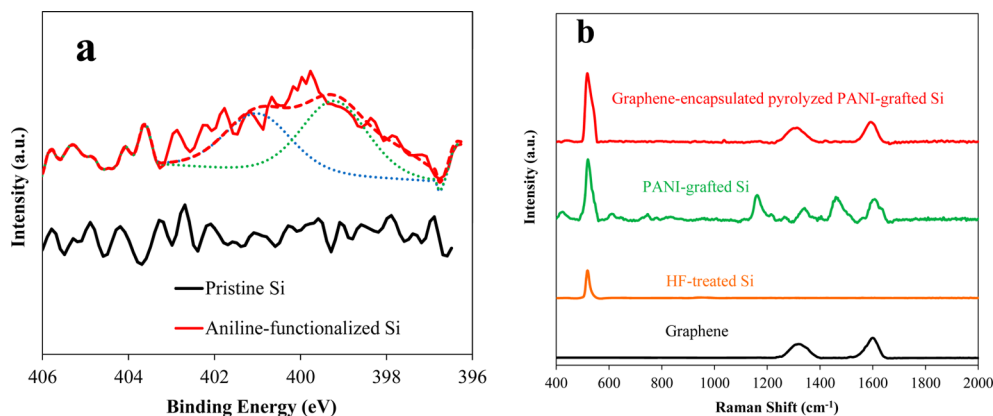 a
Intensity (a.u.)
Pristine Si
Aniline-functionalized Si
406 404 402 400 398 396
Binding Energy (eV)
b
Intensity (a.u.)
Graphene-encapsulated pyrolyzed PANI-grafted Si
PANI-grafted Si
HF-treated Si
Graphene
400 600 800 1000 1200 1400 1600 1800 2000
Raman Shift (cm⁻¹)